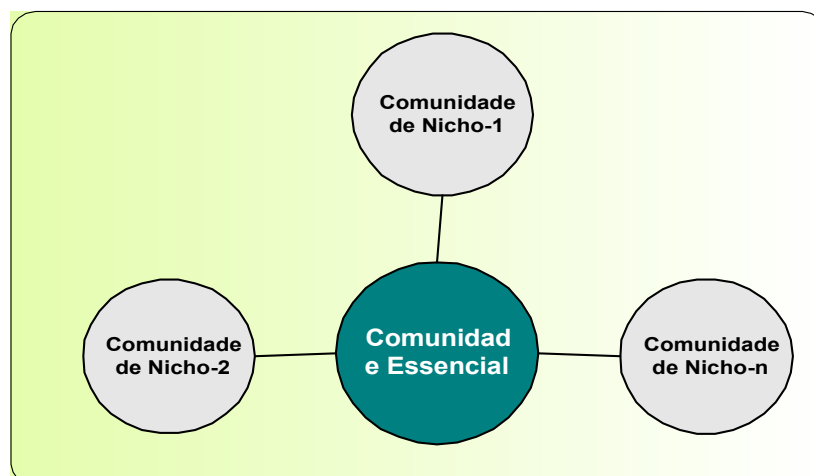 Comunidade
de Nicho-1
Comunidade
de Nicho-2
Comunidad
e Essencial
Comunidade
de Nicho-n